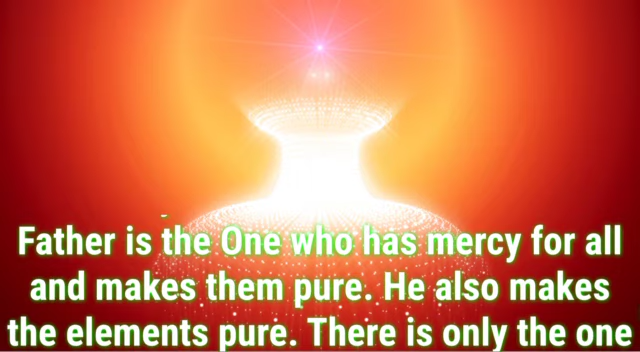 Father is the One who has mercy for all
and makes them pure. He also makes
the elements pure. There is only the one